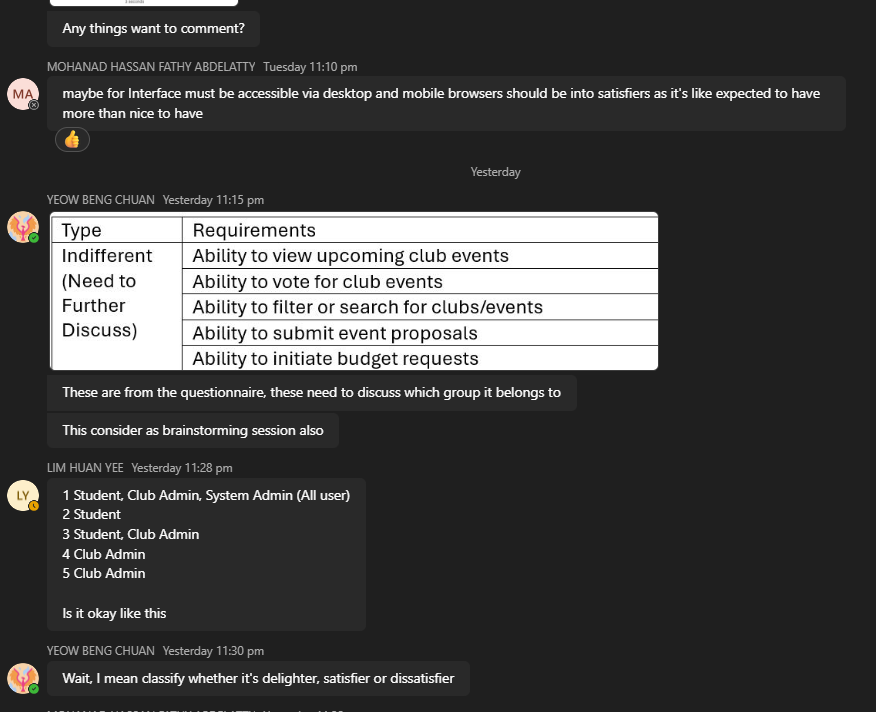 Any things want to comment?
MOHANAD HASSAN FATHY ABDELATTY Tuesday 11:10 pm
MA
maybe for Interface must be accessible via desktop and mobile browsers should be into satisfiers as it's like expected to have
more than nice to have
Yesterday
YEOW BENG CHUAN Yesterday 11:15 pm
Type Requirements
Indifferent
(Need to
Further
Discuss)
Ability to view upcoming club events
Ability to vote for club events
Ability to filter or search for clubs/events
Ability to submit event proposals
Ability to initiate budget requests
These are from the questionnaire, these need to discuss which group it belongs to
This consider as brainstorming session also
LIM HUAN YEE Yesterday 11:28 pm
LY
1 Student, Club Admin, System Admin (All user)
2 Student
3 Student, Club Admin
4 Club Admin
5 Club Admin
Is it okay like this
YEOW BENG CHUAN Yesterday 11:30 pm
Wait, I mean classify whether it's delighter, satisfier or dissatisfier